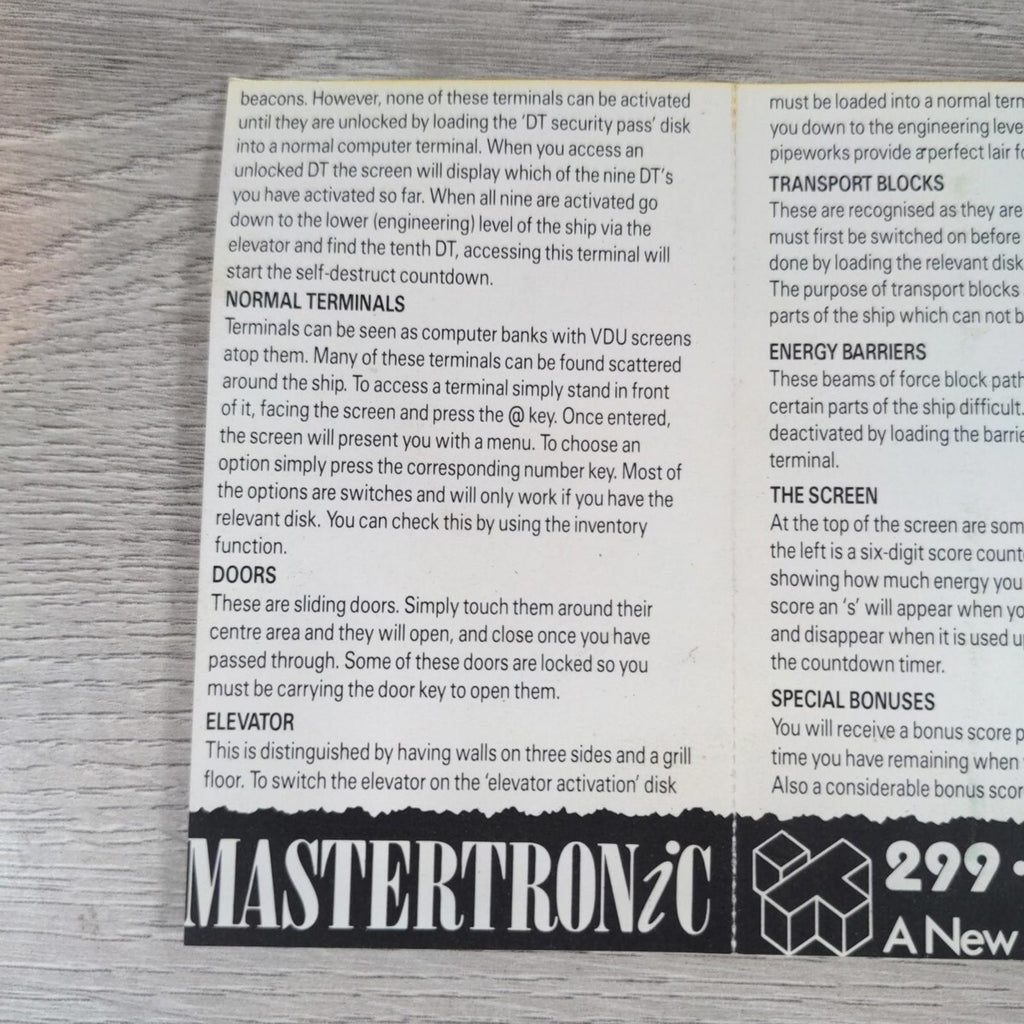 beacons. However, none of these terminals can be activated
until they are unlocked by loading the 'DT security pass' disk
into a normal computer terminal. When you access an
unlocked DT the screen will display which of the nine DT's
you have activated so far. When all nine are activated go
down to the lower (engineering) level of the ship via the
elevator and find the tenth DT, accessing this terminal will
start the self-destruct countdown.
NORMAL TERMINALS
Terminals can be seen as computer banks with VDU screens
atop them. Many of these terminals can be found scattered
around the ship. To access a terminal simply stand in front
of it, facing the screen and press the @ key. Once entered,
the screen will present you with a menu. To choose an
option simply press the corresponding number key. Most of
the options are switches and will only work if you have the
relevant disk. You can check this by using the inventory
function.
DOORS
These are sliding doors. Simply touch them around their
centre area and they will open, and close once you have
passed through. Some of these doors are locked so you
must be carrying the door key to open them.
ELEVATOR
This is distinguished by having walls on three sides and a grill
floor. To switch the elevator on the 'elevator activation' disk
MASTERTRONiC
must be loaded into a normal
you down to the engineering
pipeworks provide a perfect lair
TRANSPORT BLOCKS
These are recognised as they are
must first be switched on before
done by loading the relevant disk
The purpose of transport blocks
parts of the ship which can not
ENERGY BARRIERS
These beams of force block
certain parts of the ship difficult.
deactivated by loading the
terminal.
THE SCREEN
At the top of the screen are
the left is a six-digit score
showing how much energy you
score an 's' will appear when
and disappear when it is used
the countdown timer.
SPECIAL BONUSES
You will receive a bonus score
time you have remaining when
Also a considerable bonus
299
A New